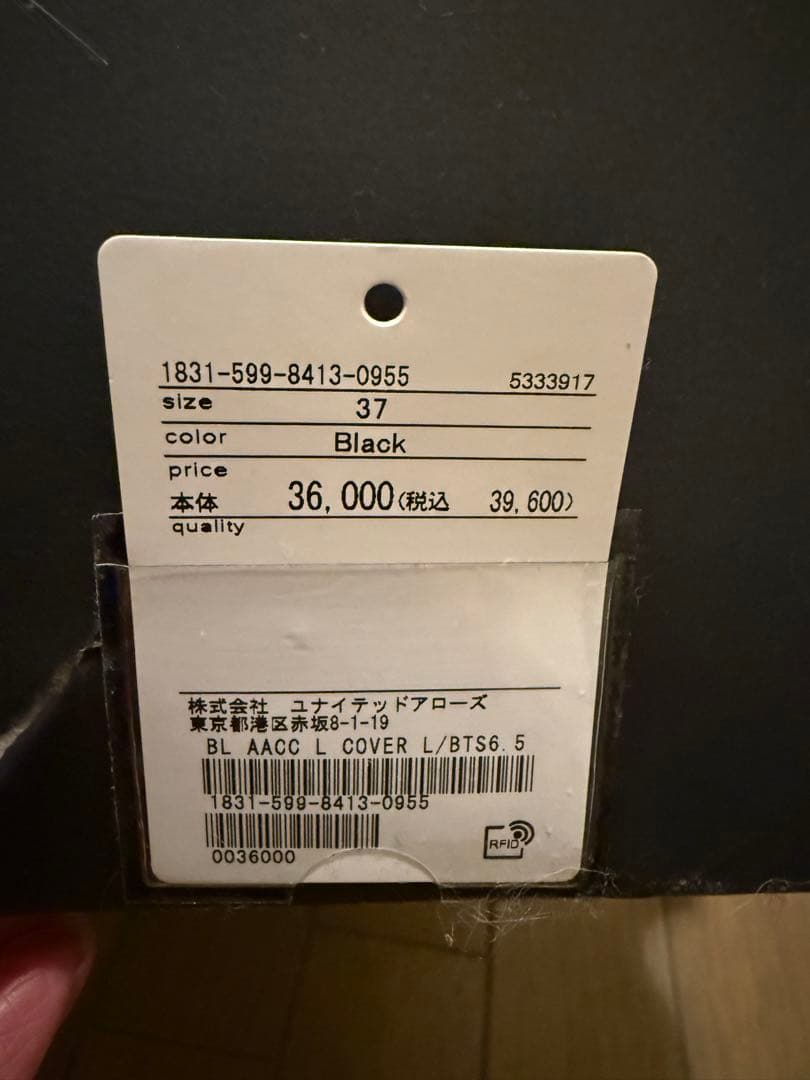 1831-599-8413-0955 5333917
size 37
color Black
price
本体 36,000(税込 39,600)
quality
株式会社 ユナイテッドアローズ
東京都港区赤坂8-1-19
BL AACC L COVER L/BTS6.5
1831-599-8413-0955
0036000
RFID